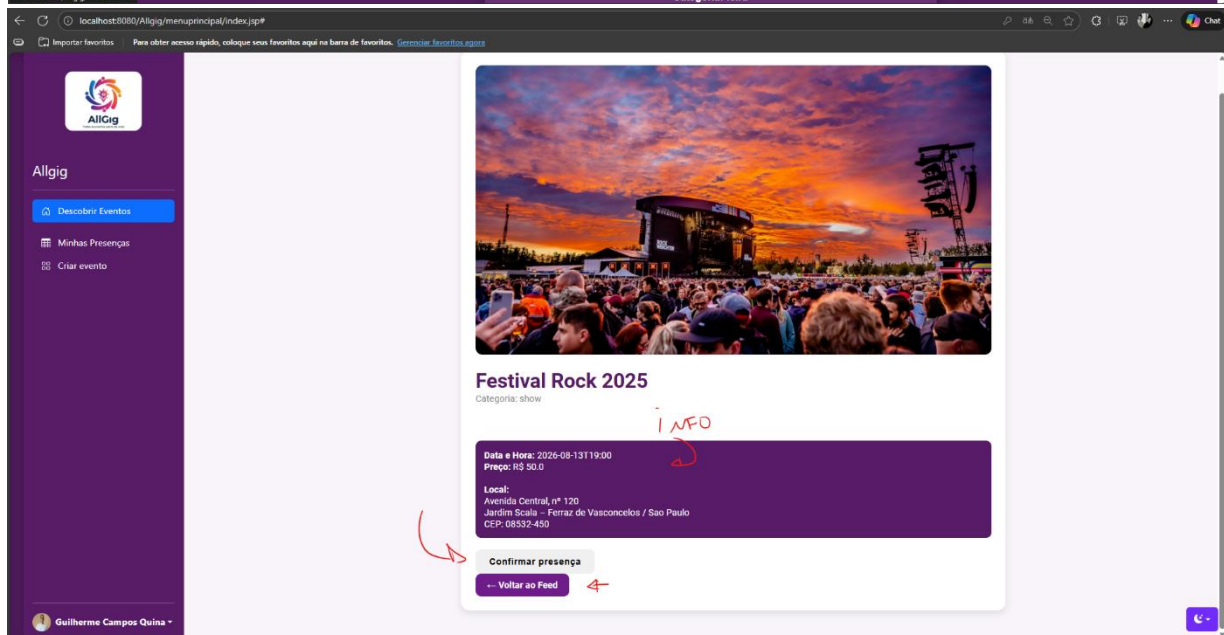 localhost:8080/Allgig/menuprincipal/index.jsp#
Chat
Importar favoritos
Para obter acesso rápido, coloque seus favoritos aqui na barra de favoritos. Gerenciar favoritos agora
AllGig
Allgig
Descobrir Eventos
Minhas Presenças
Criar evento
Guilherme Campos Quina
Festival Rock 2025
Categoria: show
iNFO
Data e Hora: 2026-08-13T19:00
Preço: R$ 50.0
Local:
Avenida Central, nº 120
Jardim Scala – Ferraz de Vasconcelos / Sao Paulo
CEP: 08532-450
Confirmar presença
← Voltar ao Feed